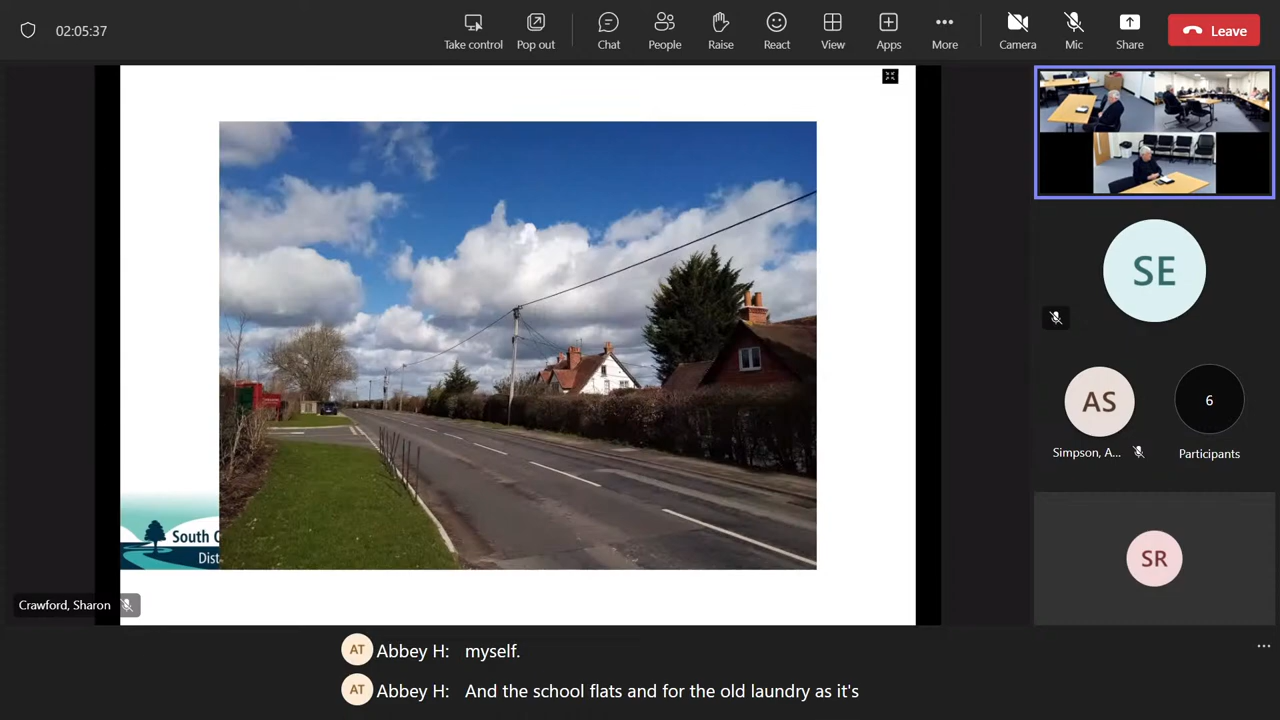 02:05:37
Take control
Pop out
Chat
People
Raise
React
View
Apps
More
Camera
Mic
Share
Leave
SE
AS
6
Simpson, A...
Participants
South
Dist
SR
Crawford, Sharon
AT
Abbey H: myself.
AT
Abbey H: And the school flats and for the old laundry as it's